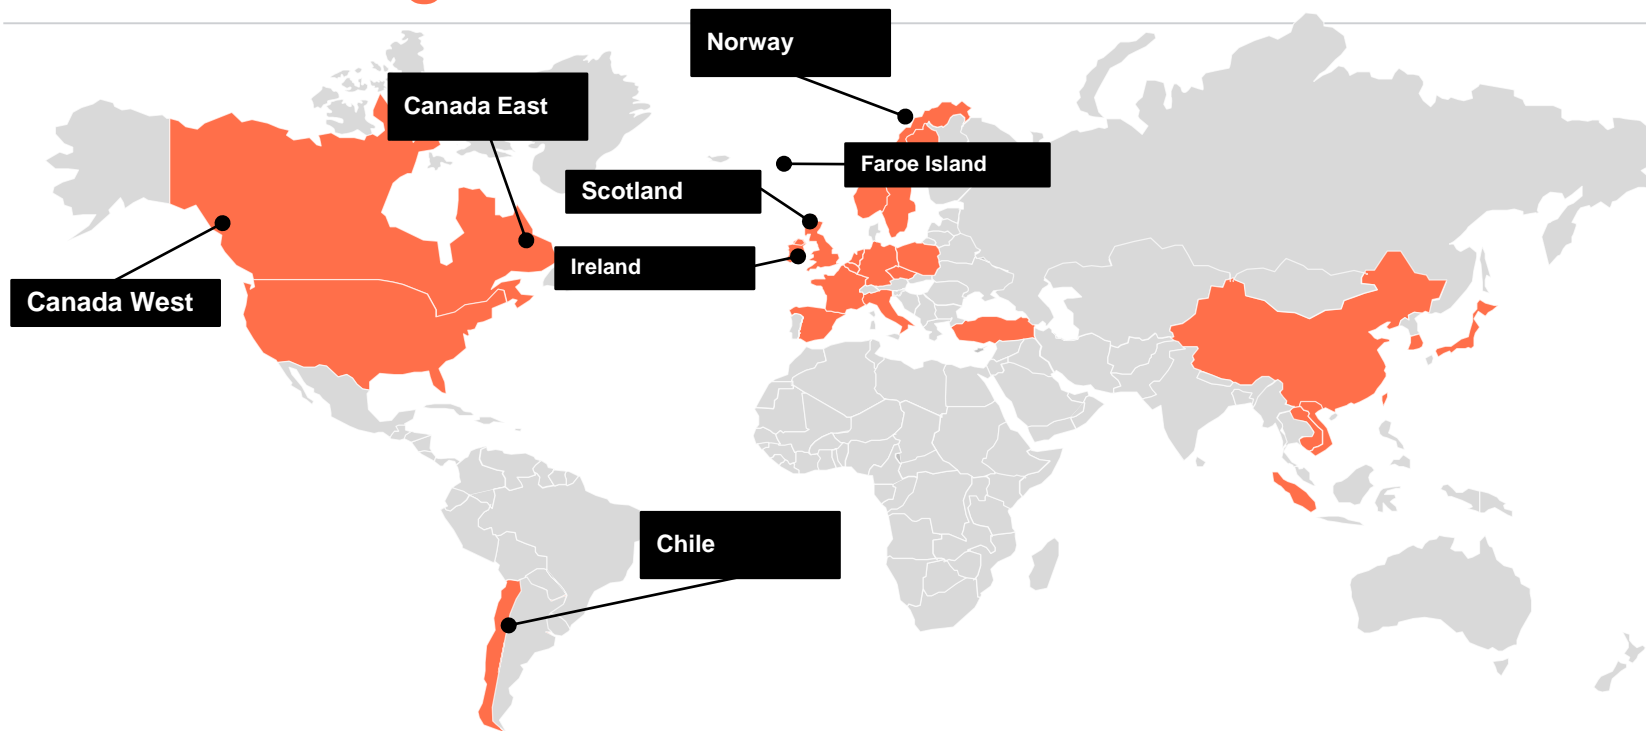 Norway
Canada East
Faroe Island
Scotland
Ireland
Canada West
Chile